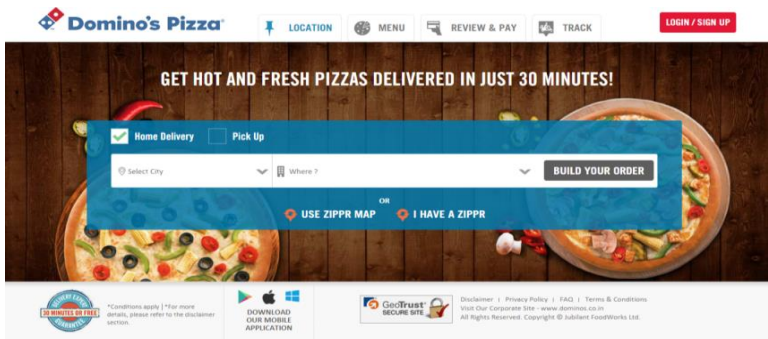 Domino's Pizza
LOCATION
MENU
REVIEW & PAY
TRACK
LOGIN / SIGN UP
GET HOT AND FRESH PIZZAS DELIVERED IN JUST 30 MINUTES!
Home Delivery
Pick Up
Select City
Where ?
BUILD YOUR ORDER
OR
USE ZIPPR MAP
I HAVE A ZIPPR
DELIVERY EXPERT
30 MINUTES OR FREE
GUARANTEE
*Conditions apply | *For more
details, please refer to the disclaimer
section.
DOWNLOAD
OUR MOBILE
APPLICATION
GeoTrust
SECURE SITE
Disclaimer | Privacy Policy | FAQ | Terms & Conditions
Visit Our Corporate Site - www.dominos.co.in
All Rights Reserved. Copyright © Jubilant FoodWorks Ltd.